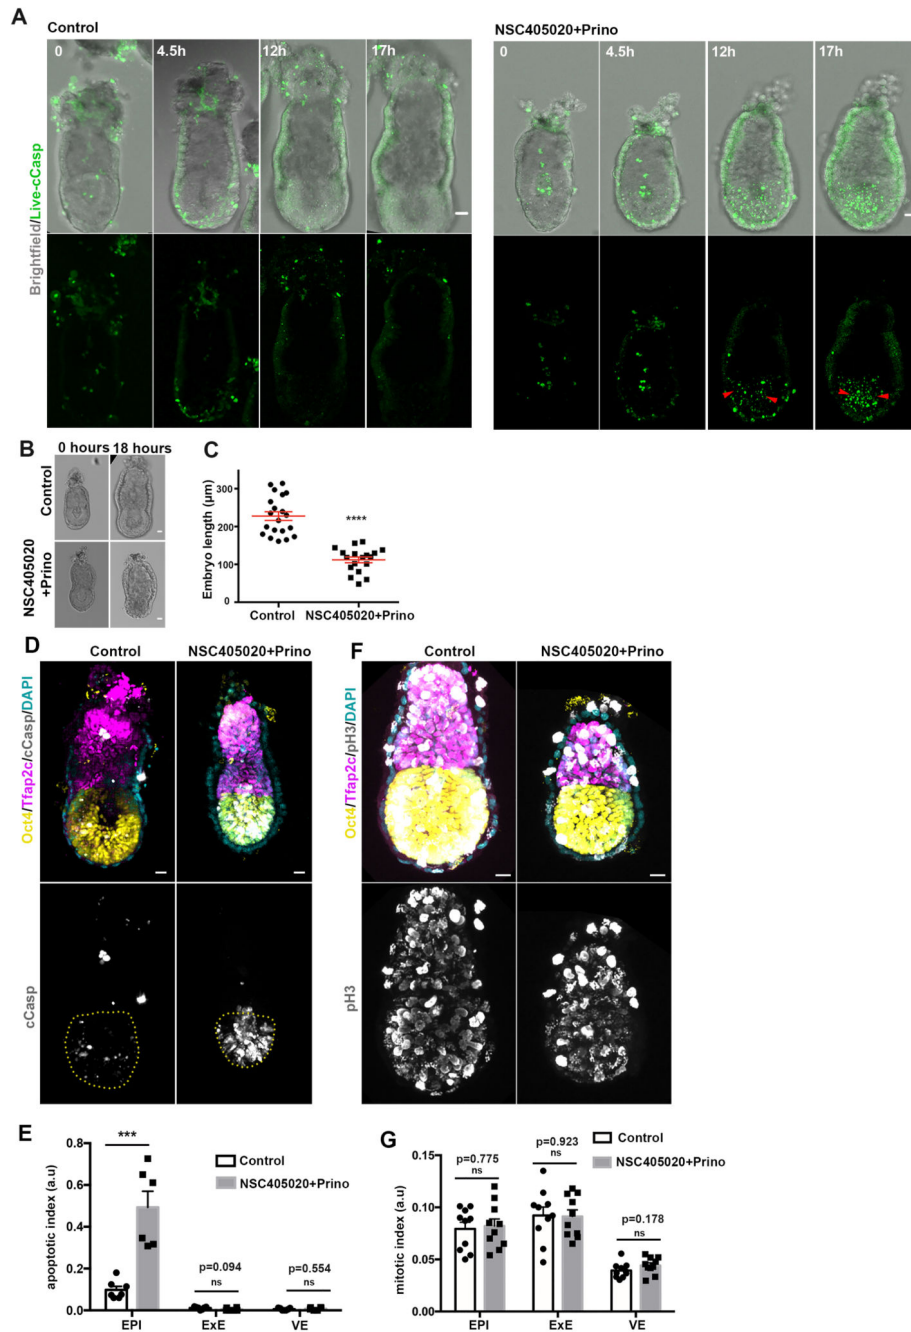 A
Control
NSC405020+Prino
0
4.5h
12h
17h
0
4.5h
12h
17h
Brightfield/Live-cCasp
B
0 hours
18 hours
Control
NSC405020
+Prino
C
Embryo length (µm)
300
200
100
0
****
Control
NSC405020+Prino
D
Control
NSC405020+Prino
Oct4/Tfap2c/cCasp/DAPI
cCasp
F
Control
NSC405020+Prino
Oct4/Tfap2c/pH3/DAPI
pH3
E
apoptotic index (a.u)
0.8
0.6
0.4
0.2
0.0
***
p=0.094
ns
p=0.554
ns
Control
NSC405020+Prino
EPI
ExE
VE
G
mitotic index (a.u)
0.15
0.10
0.05
0.00
p=0.775
ns
p=0.923
ns
p=0.178
ns
Control
NSC405020+Prino
EPI
ExE
VE